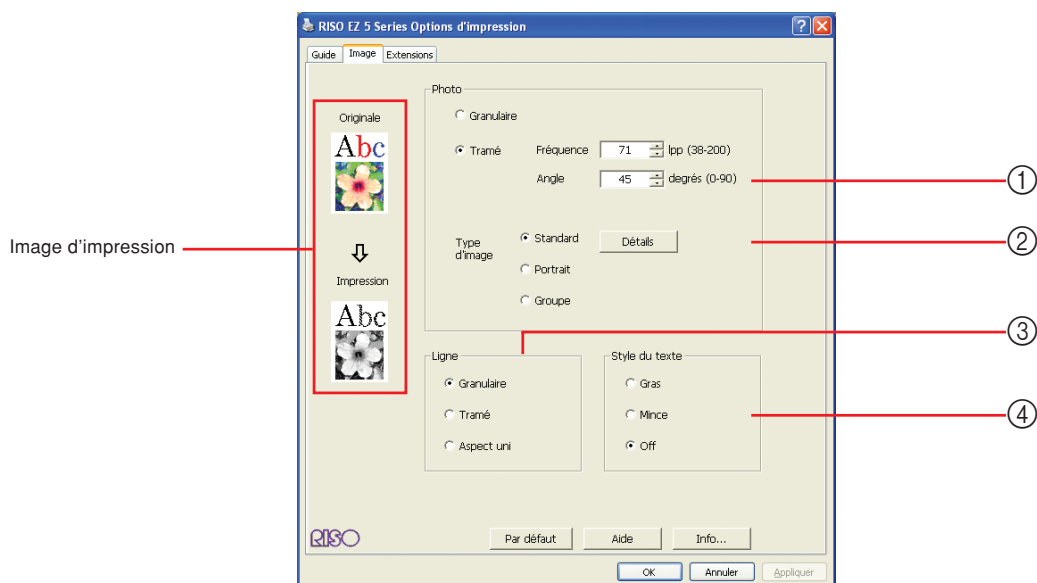 RISO EZ 5 Series Options d'impression
Guide Image Extensions
Originale
Abc
Image d'impression
Impression
Abc
Photo
Granulaire
Tramé Fréquence 71 lpp (38-200)
Angle 45 degrés (0-90)
①
Type d'image
Standard Détails
②
Portrait
Groupe
③
Ligne
Granulaire
Tramé
Aspect uni
Style du texte
Gras
Mince
④
Off
RISO
Par défaut Aide Info...
OK Annuler Appliquer